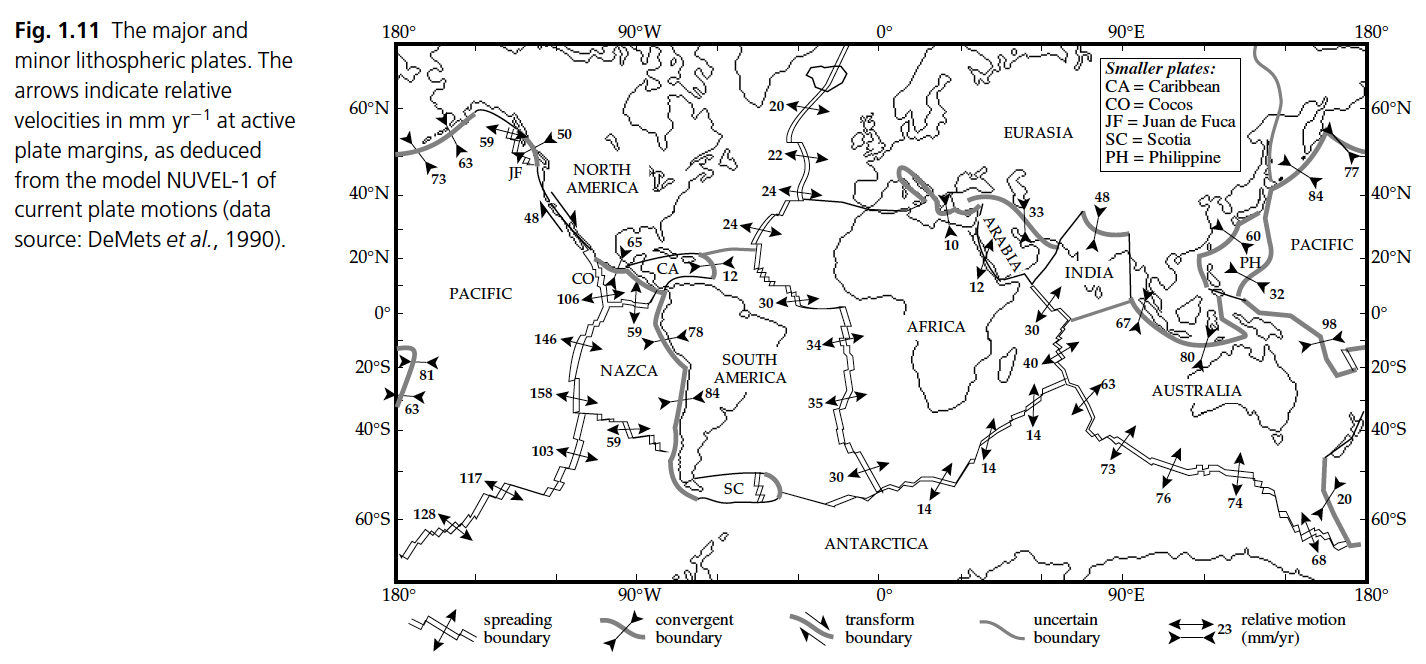 Fig. 1.11 The major and
minor lithospheric plates. The
arrows indicate relative
velocities in mm yr−1 at active
plate margins, as deduced
from the model NUVEL-1 of
current plate motions (data
source: DeMets et al., 1990).
180° 90°W 0° 90°E 180°
Smaller plates:
CA = Caribbean
CO = Cocos
JF = Juan de Fuca
SC = Scotia
PH = Philippine
60°N 20 60°N
EURASIA
59 50
63 73 JF
NORTH
AMERICA
22 77
40°N 24 84 40°N
48 24 33 48
65 10 ARABIA 60
PACIFIC
20°N CO CA 12 12 INDIA PH 20°N
PACIFIC 106 30 32
0° 59 AFRICA 30 67 0°
146 78 34 98
20°S 81 NAZCA SOUTH
AMERICA
40 80 20°S
63 158 84 35 63 AUSTRALIA
40°S 59 14 40°S
103 73
117 SC 30 14 76 74 20
60°S 128 14 60°S
ANTARCTICA 68
180° 90°W 0° 90°E 180°
spreading
boundary
convergent
boundary
transform
boundary
uncertain
boundary
23 relative motion
(mm/yr)